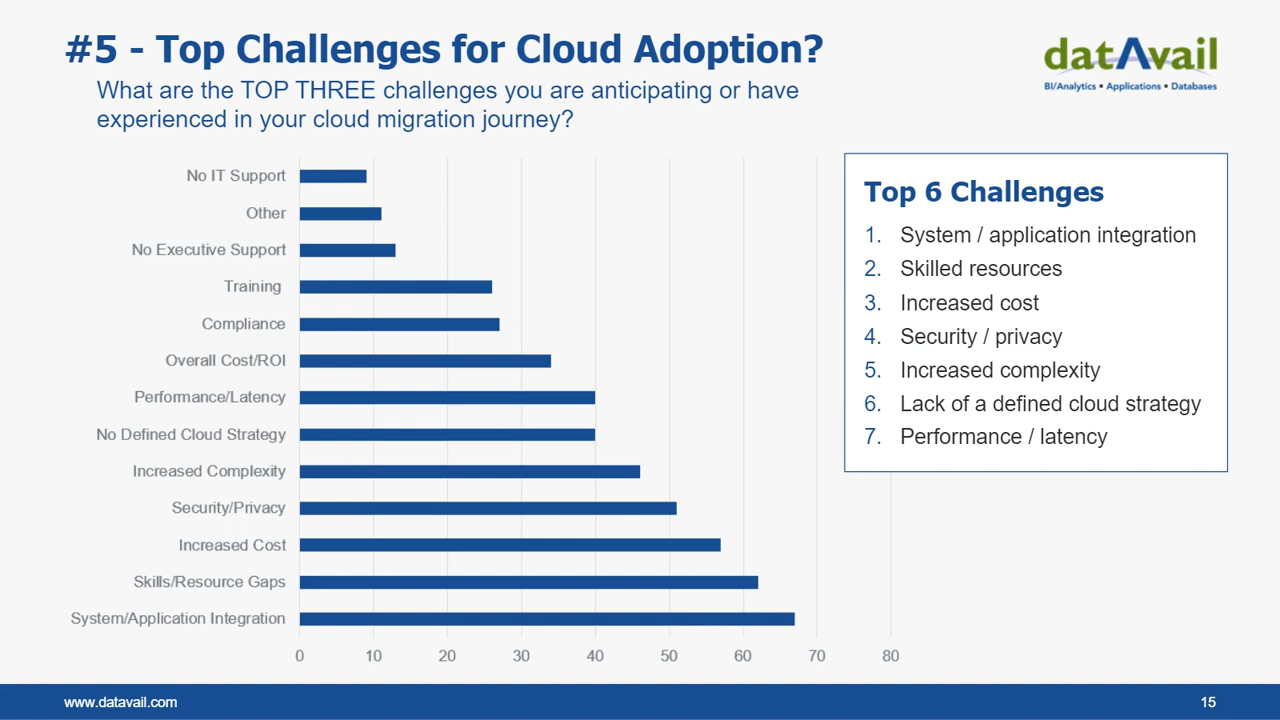 #5 - Top Challenges for Cloud Adoption?
What are the TOP THREE challenges you are anticipating or have
experienced in your cloud migration journey?
datAvail
BI/Analytics • Applications • Databases
No IT Support
Other
No Executive Support
Training
Compliance
Overall Cost/ROI
Performance/Latency
No Defined Cloud Strategy
Increased Complexity
Security/Privacy
Increased Cost
Skills/Resource Gaps
System/Application Integration
0 10 20 30 40 50 60 70 80
Top 6 Challenges
1. System / application integration
2. Skilled resources
3. Increased cost
4. Security / privacy
5. Increased complexity
6. Lack of a defined cloud strategy
7. Performance / latency
www.datavail.com
15